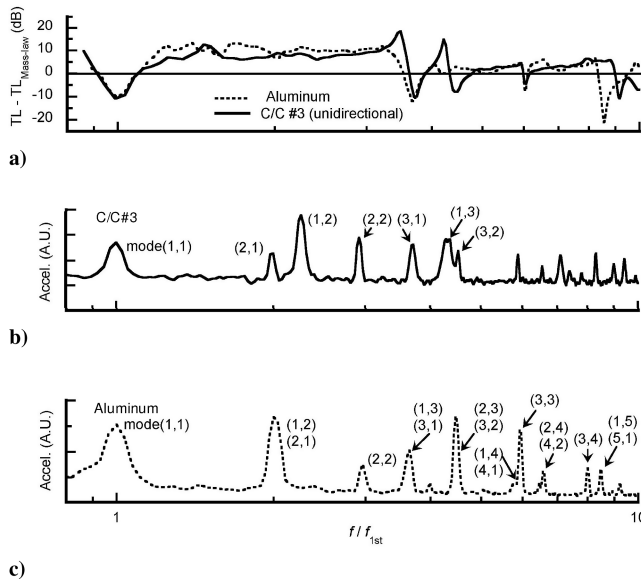 TL - TL Mass-law (dB)
20
10
0
-10
-20
Aluminum
C/C #3 (unidirectional)
a)
Accel. (A.U.)
C/C#3
mode(1,1)
(2,1)
(1,2)
(2,2)
(3,1)
(1,3)
(3,2)
b)
Accel. (A.U.)
Aluminum
mode(1,1)
(1,2)
(2,1)
(2,2)
(1,3)
(3,1)
(2,3)
(3,2)
(1,4)
(4,1)
(3,3)
(2,4)
(4,2)
(3,4)
(1,5)
(5,1)
1
10
f / f1st
c)